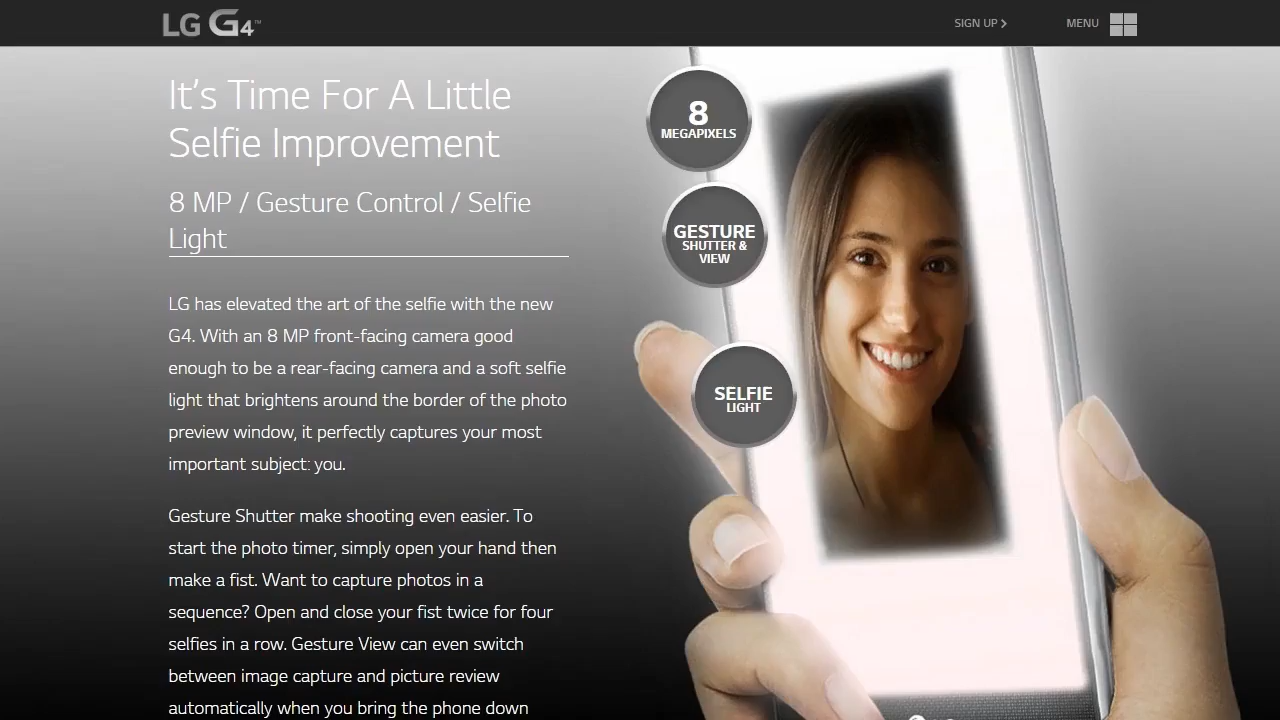 LG G4™
SIGN UP
MENU
It's Time For A Little
Selfie Improvement
8 MP / Gesture Control / Selfie
Light
LG has elevated the art of the selfie with the new
G4. With an 8 MP front-facing camera good
enough to be a rear-facing camera and a soft selfie
light that brightens around the border of the photo
preview window, it perfectly captures your most
important subject: you.
Gesture Shutter make shooting even easier. To
start the photo timer, simply open your hand then
make a fist. Want to capture photos in a
sequence? Open and close your fist twice for four
selfies in a row. Gesture View can even switch
between image capture and picture review
automatically when you bring the phone down
8
MEGAPIXELS
GESTURE
SHUTTER &
VIEW
SELFIE
LIGHT